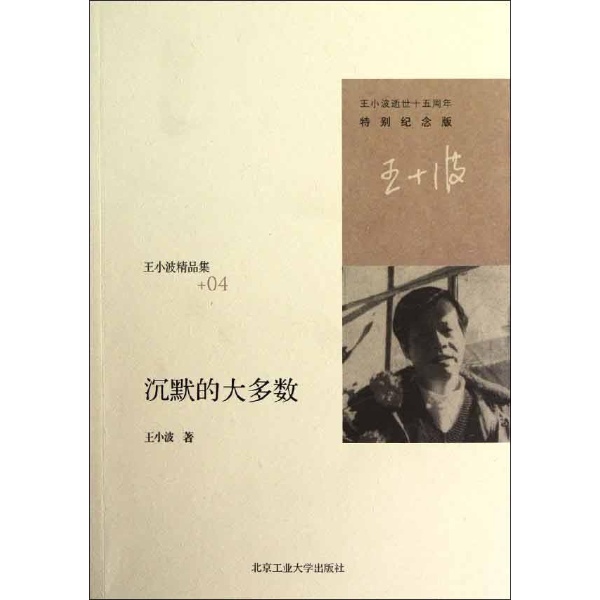 王小波逝世十五周年
特别纪念版
王小波
王小波精品集
+04
沉默的大多数
王小波 著
北京工业大学出版社